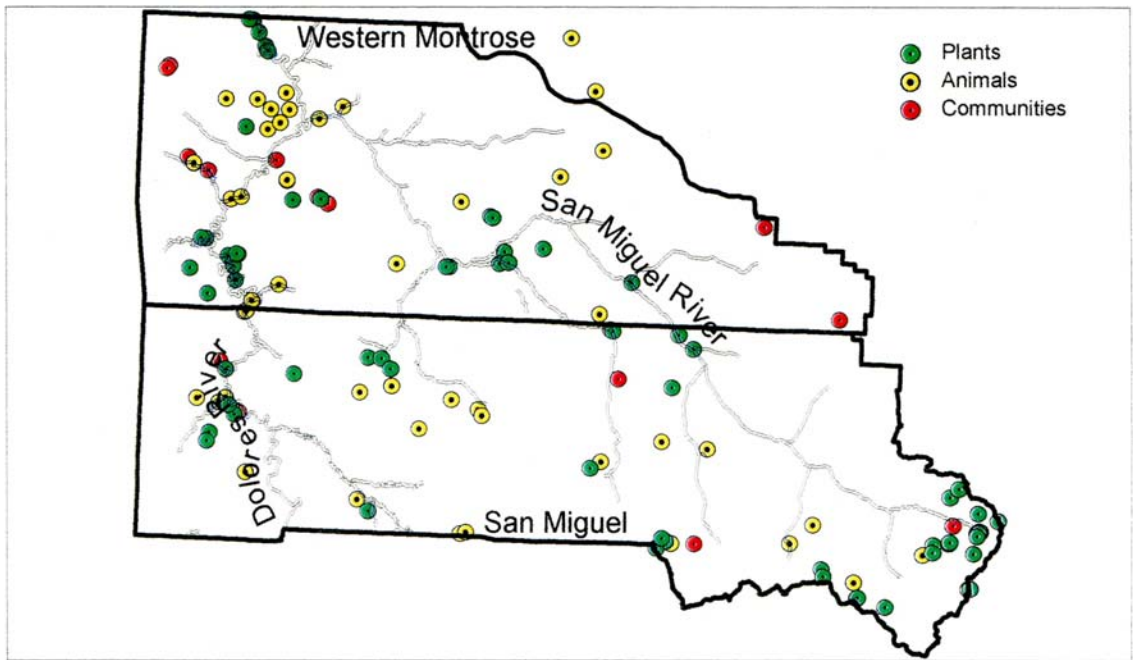 Western Montrose
Plants
Animals
Communities
San Miguel River
Dolores River
San Miguel